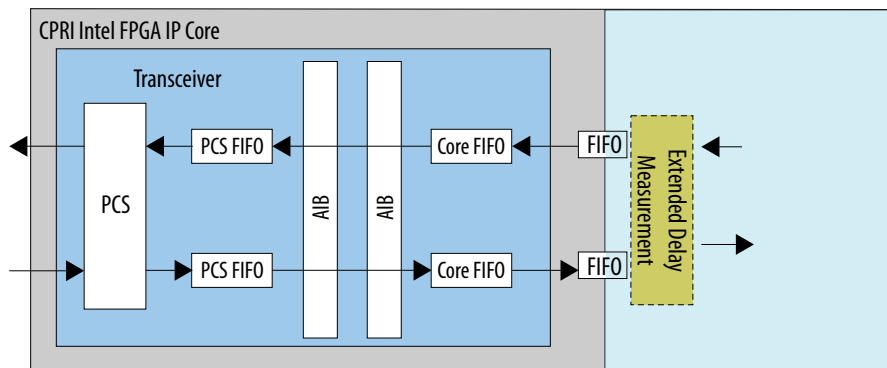 CPRI Intel FPGA IP Core
Transceiver
PCS FIFO
Core FIFO
FIFO
PCS
AIB
AIB
Extended Delay
Measurement
PCS FIFO
Core FIFO
FIFO